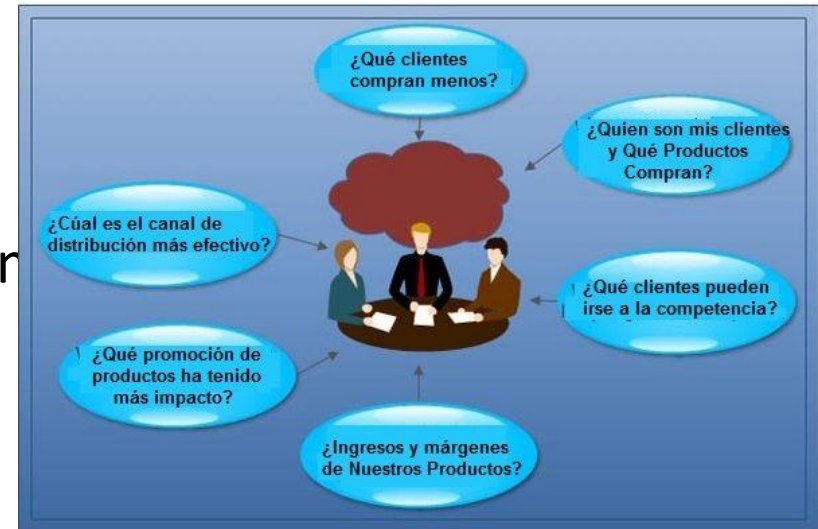 ¿Qué clientes
compran menos?
¿Quien son mis clientes
y Qué Productos
Compran?
¿Cúal es el canal de
distribución más efectivo?
¿Qué clientes pueden
irse a la competencia?
¿Qué promoción de
productos ha tenido
más impacto?
¿Ingresos y márgenes
de Nuestros Productos?